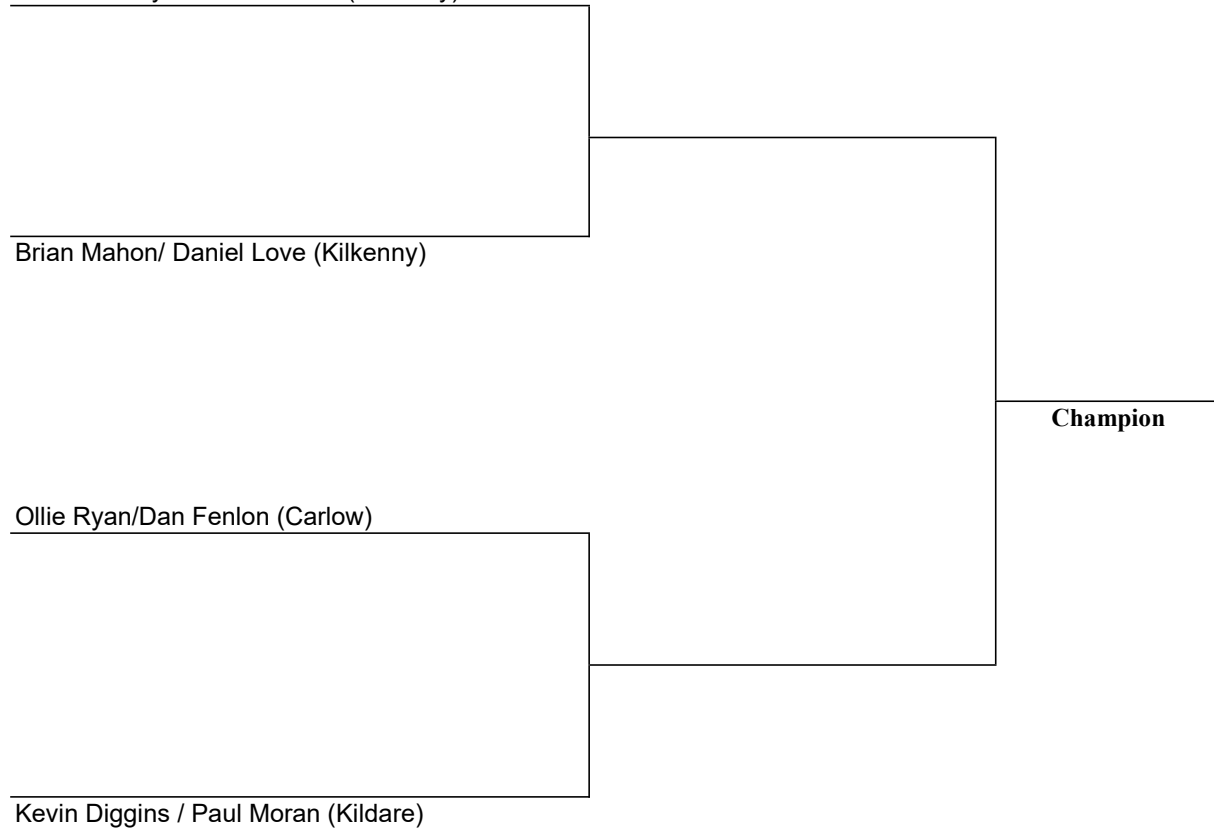 Brian Mahon/ Daniel Love (Kilkenny)
Champion
Ollie Ryan/Dan Fenlon (Carlow)
Kevin Diggins / Paul Moran (Kildare)